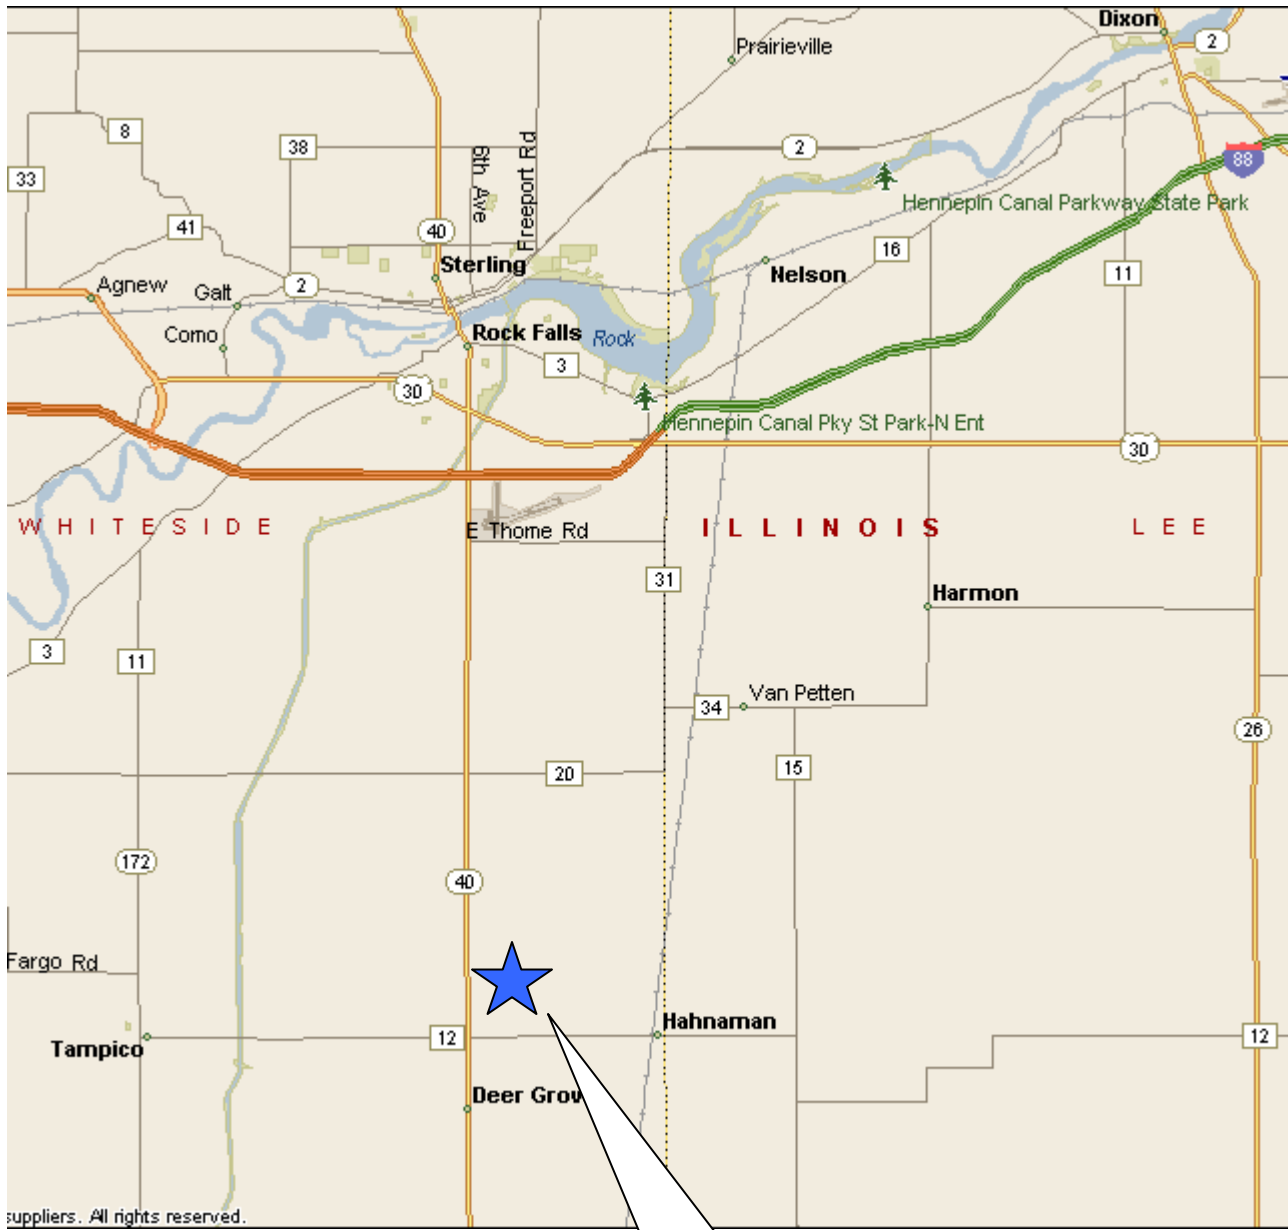 Dixon
2
Prairieville
8
38
2
6th Ave
Freeport Rd
88
33
Hennepin Canal Parkway State Park
41
40
16
Sterling
Nelson
11
Agnew
Galt
2
Como
Rock Falls
Rock
3
30
Hennepin Canal Pky St Park-N Ent
30
WHITESIDE
E Thome Rd
ILLINOIS
LEE
31
Harmon
3
11
Van Petten
34
26
20
15
172
40
Fargo Rd
Hahnaman
12
12
Tampico
Deer Grov
suppliers. All rights reserved.